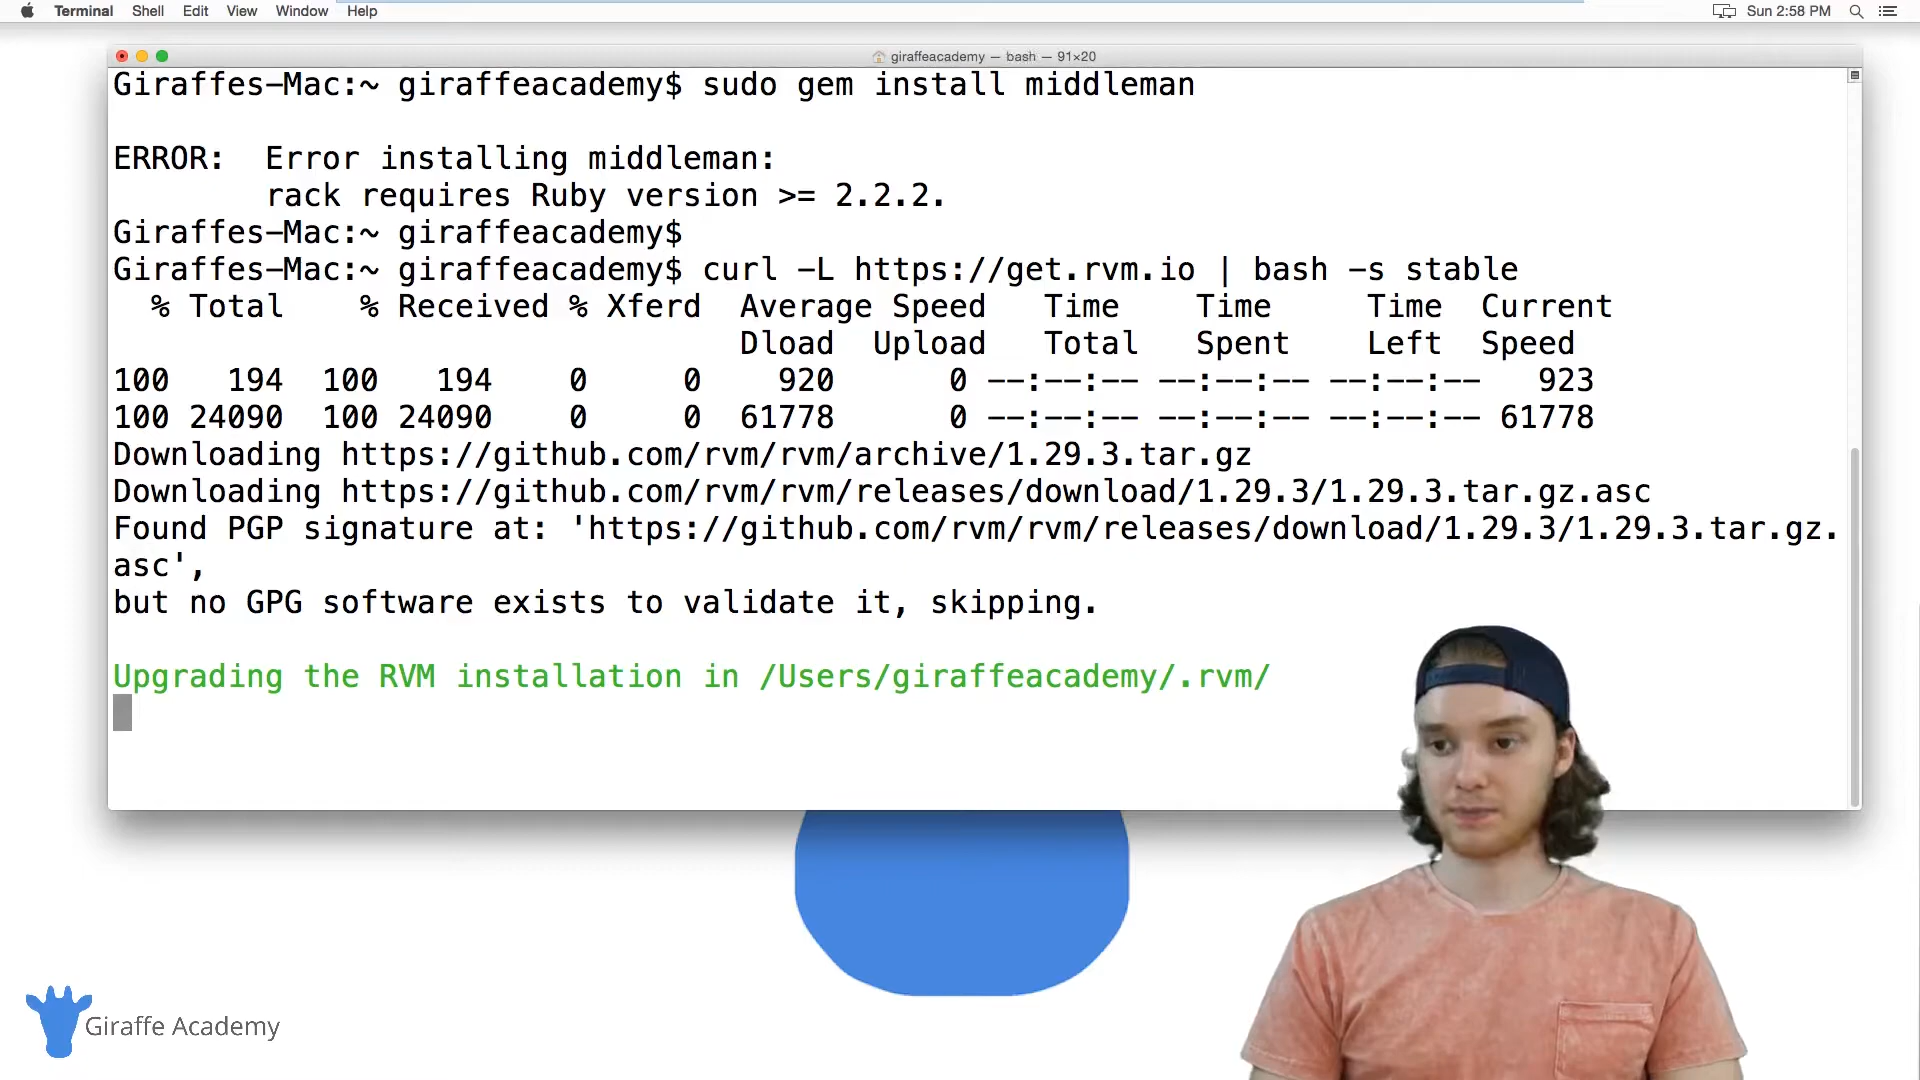 Terminal Shell Edit View Window Help Sun 2:58 PM
giraffeacademy — bash — 91×20
Giraffes-Mac:~ giraffeacademy$ sudo gem install middleman
ERROR:  Error installing middleman:
rack requires Ruby version >= 2.2.2.
Giraffes-Mac:~ giraffeacademy$
Giraffes-Mac:~ giraffeacademy$ curl -L https://get.rvm.io | bash -s stable
% Total % Received % Xferd Average Speed Time Time Time Current
Dload Upload Total Spent Left Speed
100 194 100 194 0 0 920 0 --:--:-- --:--:-- --:--:-- 923
100 24090 100 24090 0 0 61778 0 --:--:-- --:--:-- --:--:-- 61778
Downloading https://github.com/rvm/rvm/archive/1.29.3.tar.gz
Downloading https://github.com/rvm/rvm/releases/download/1.29.3/1.29.3.tar.gz.asc
Found PGP signature at: 'https://github.com/rvm/rvm/releases/download/1.29.3/1.29.3.tar.gz.
asc',
but no GPG software exists to validate it, skipping.
Upgrading the RVM installation in /Users/giraffeacademy/.rvm/
Giraffe Academy